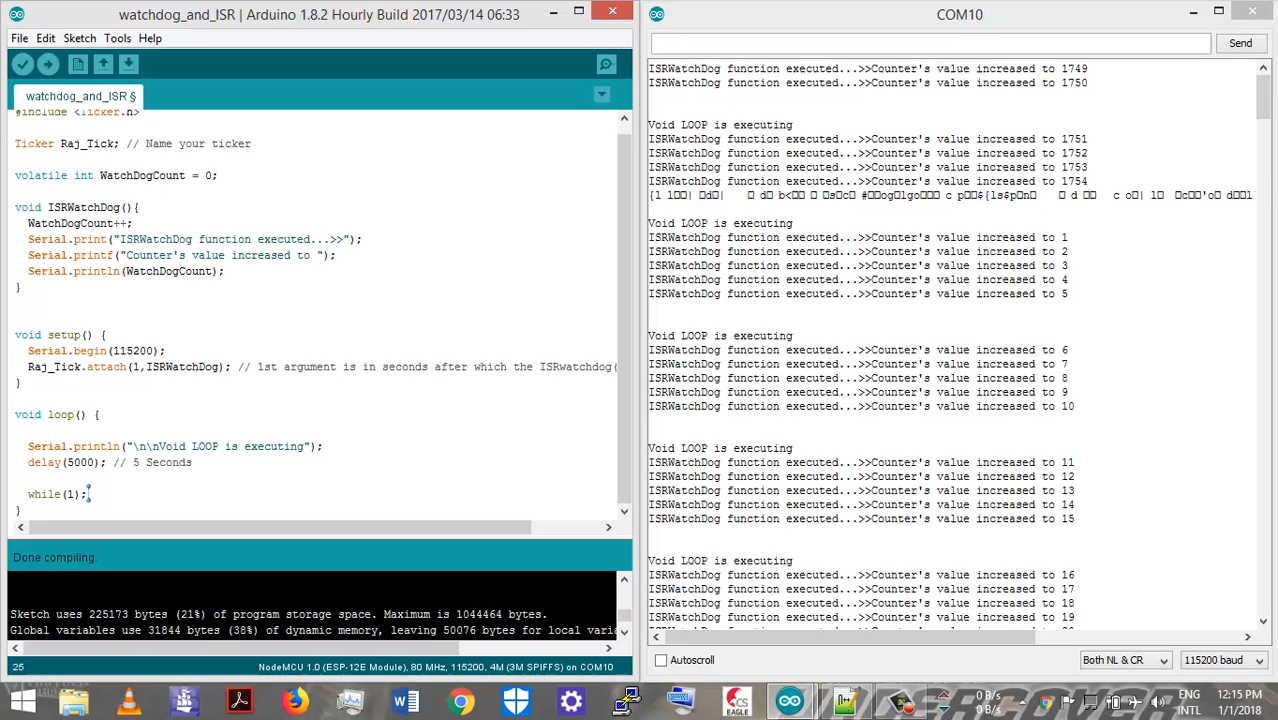 watchdog_and_ISR | Arduino 1.8.2 Hourly Build 2017/03/14 06:33
File Edit Sketch Tools Help
watchdog_and_ISR §
#include <Ticker.h>
Ticker Raj_Tick; // Name your ticker
volatile int WatchDogCount = 0;
void ISRWatchDog(){
WatchDogCount++;
Serial.print("ISRWatchDog function executed...>>");
Serial.printf("Counter's value increased to ");
Serial.println(WatchDogCount);
}
void setup() {
Serial.begin(115200);
Raj_Tick.attach(1,ISRWatchDog); // 1st argument is in seconds after which the ISRwatchdog(
}
void loop() {
Serial.println("\n\nVoid LOOP is executing");
delay(5000); // 5 Seconds
while(1);
}
Done compiling.
Sketch uses 225173 bytes (21%) of program storage space. Maximum is 1044464 bytes.
Global variables use 31844 bytes (38%) of dynamic memory, leaving 50076 bytes for local varia
25
NodeMCU 1.0 (ESP-12E Module), 80 MHz, 115200, 4M (3M SPIFFS) on COM10
COM10
Send
ISRWatchDog function executed...>>Counter's value increased to 1749
ISRWatchDog function executed...>>Counter's value increased to 1750
Void LOOP is executing
ISRWatchDog function executed...>>Counter's value increased to 1751
ISRWatchDog function executed...>>Counter's value increased to 1752
ISRWatchDog function executed...>>Counter's value increased to 1753
ISRWatchDog function executed...>>Counter's value increased to 1754
Void LOOP is executing
ISRWatchDog function executed...>>Counter's value increased to 1
ISRWatchDog function executed...>>Counter's value increased to 2
ISRWatchDog function executed...>>Counter's value increased to 3
ISRWatchDog function executed...>>Counter's value increased to 4
ISRWatchDog function executed...>>Counter's value increased to 5
Void LOOP is executing
ISRWatchDog function executed...>>Counter's value increased to 6
ISRWatchDog function executed...>>Counter's value increased to 7
ISRWatchDog function executed...>>Counter's value increased to 8
ISRWatchDog function executed...>>Counter's value increased to 9
ISRWatchDog function executed...>>Counter's value increased to 10
Void LOOP is executing
ISRWatchDog function executed...>>Counter's value increased to 11
ISRWatchDog function executed...>>Counter's value increased to 12
ISRWatchDog function executed...>>Counter's value increased to 13
ISRWatchDog function executed...>>Counter's value increased to 14
ISRWatchDog function executed...>>Counter's value increased to 15
Void LOOP is executing
ISRWatchDog function executed...>>Counter's value increased to 16
ISRWatchDog function executed...>>Counter's value increased to 17
ISRWatchDog function executed...>>Counter's value increased to 18
ISRWatchDog function executed...>>Counter's value increased to 19
Autoscroll
Both NL & CR
115200 baud
EAGLE
0 B/s
0 B/s
ENG
INTL
12:15 PM
1/1/2018